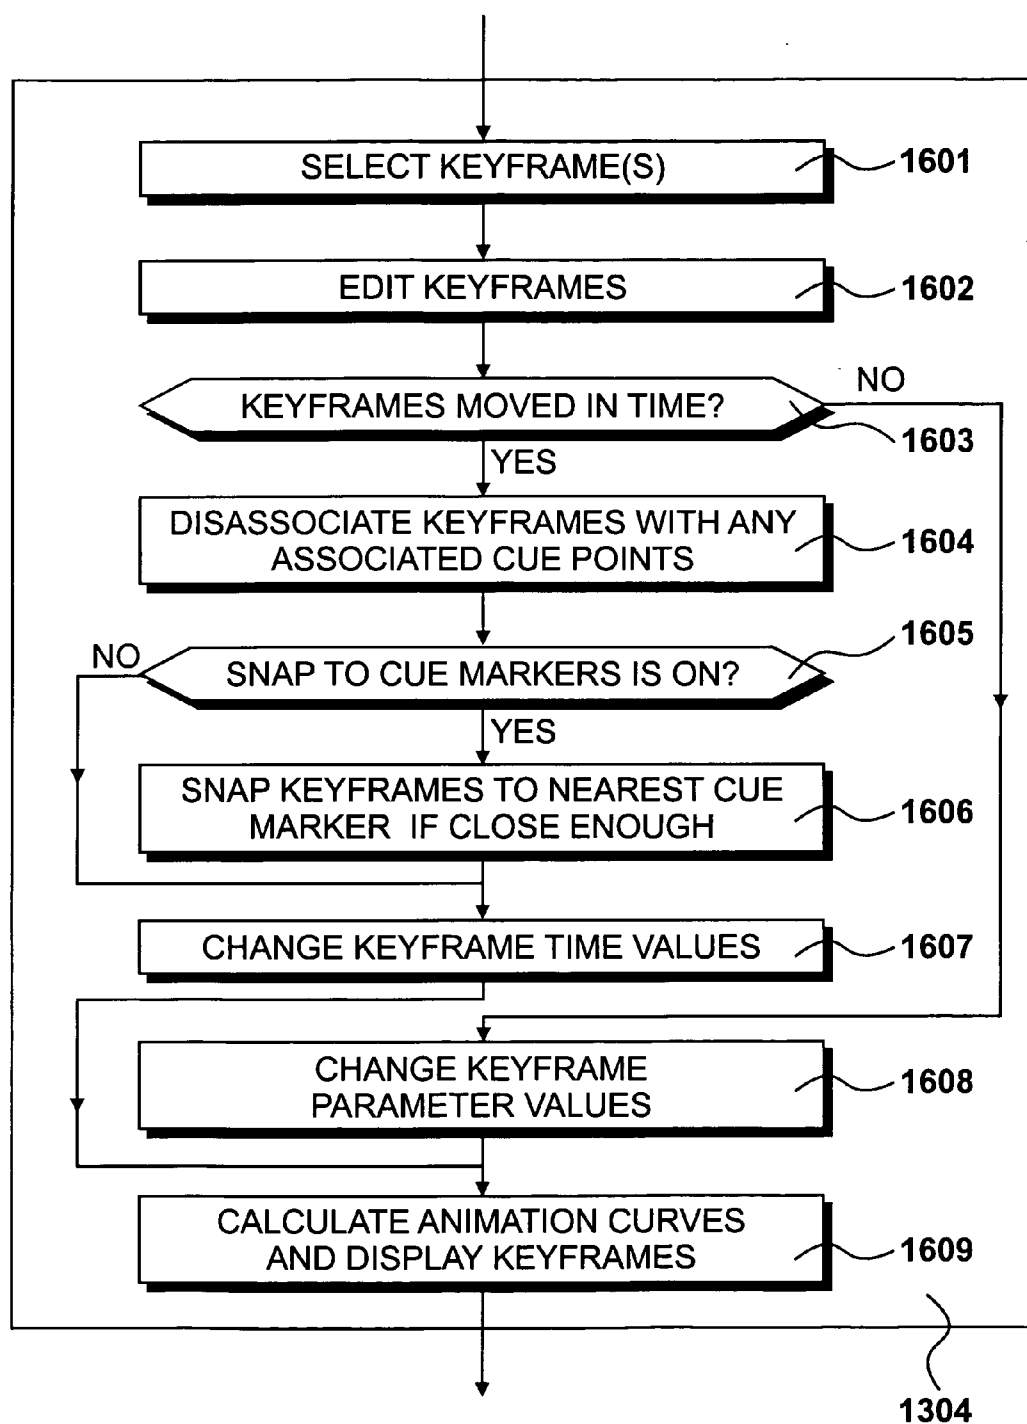 SELECT KEYFRAME(S)
1601
EDIT KEYFRAMES
1602
KEYFRAMES MOVED IN TIME?
NO
1603
YES
DISASSOCIATE KEYFRAMES WITH ANY
ASSOCIATED CUE POINTS
1604
1605
NO
SNAP TO CUE MARKERS IS ON?
YES
SNAP KEYFRAMES TO NEAREST CUE
MARKER IF CLOSE ENOUGH
1606
CHANGE KEYFRAME TIME VALUES
1607
CHANGE KEYFRAME
PARAMETER VALUES
1608
CALCULATE ANIMATION CURVES
AND DISPLAY KEYFRAMES
1609
1304